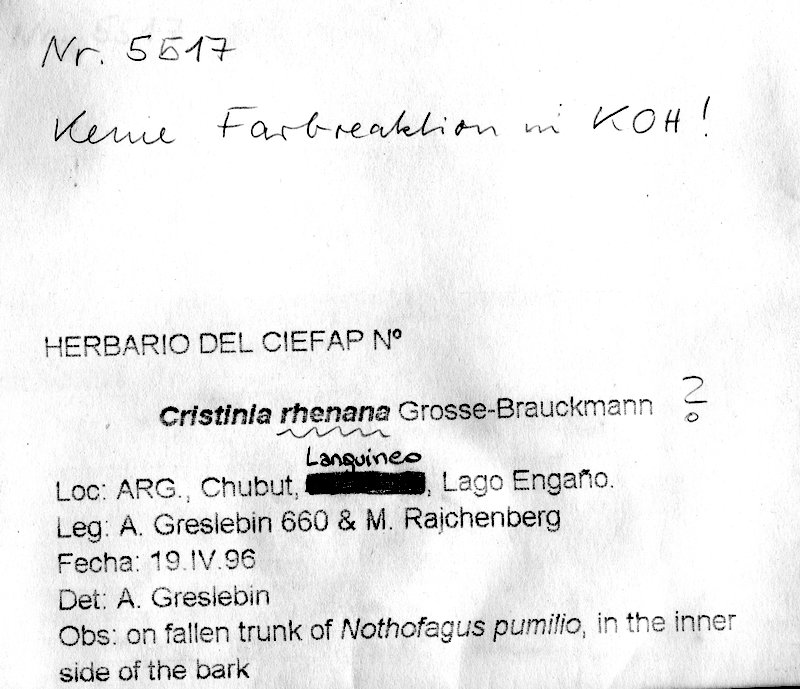 Nr. 5517
Keine Farbreaktion in KOH!
HERBARIO DEL CIEFAP Nº
Cristinia rhenana Grosse-Brauckmann ?
Languineo
Loc: ARG., Chubut, , Lago Engaño.
Leg: A. Greslebin 660 & M. Rajchenberg
Fecha: 19.IV.96
Det: A. Greslebin
Obs: on fallen trunk of Nothofagus pumilio, in the inner
side of the bark